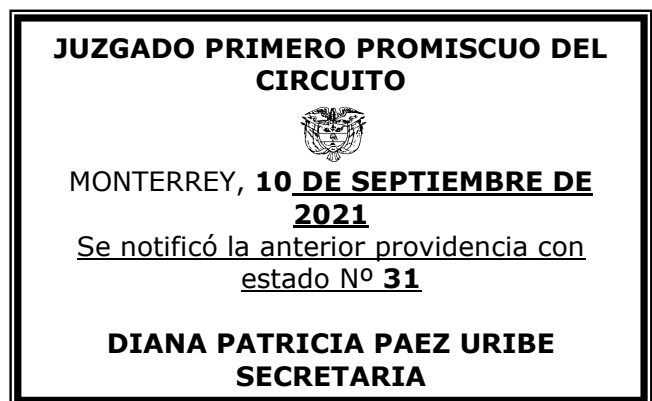 JUZGADO PRIMERO PROMISCUO DEL
CIRCUITO
MONTERREY, 10 DE SEPTIEMBRE DE
2021
Se notificó la anterior providencia con
estado Nº 31
DIANA PATRICIA PAEZ URIBE
SECRETARIA